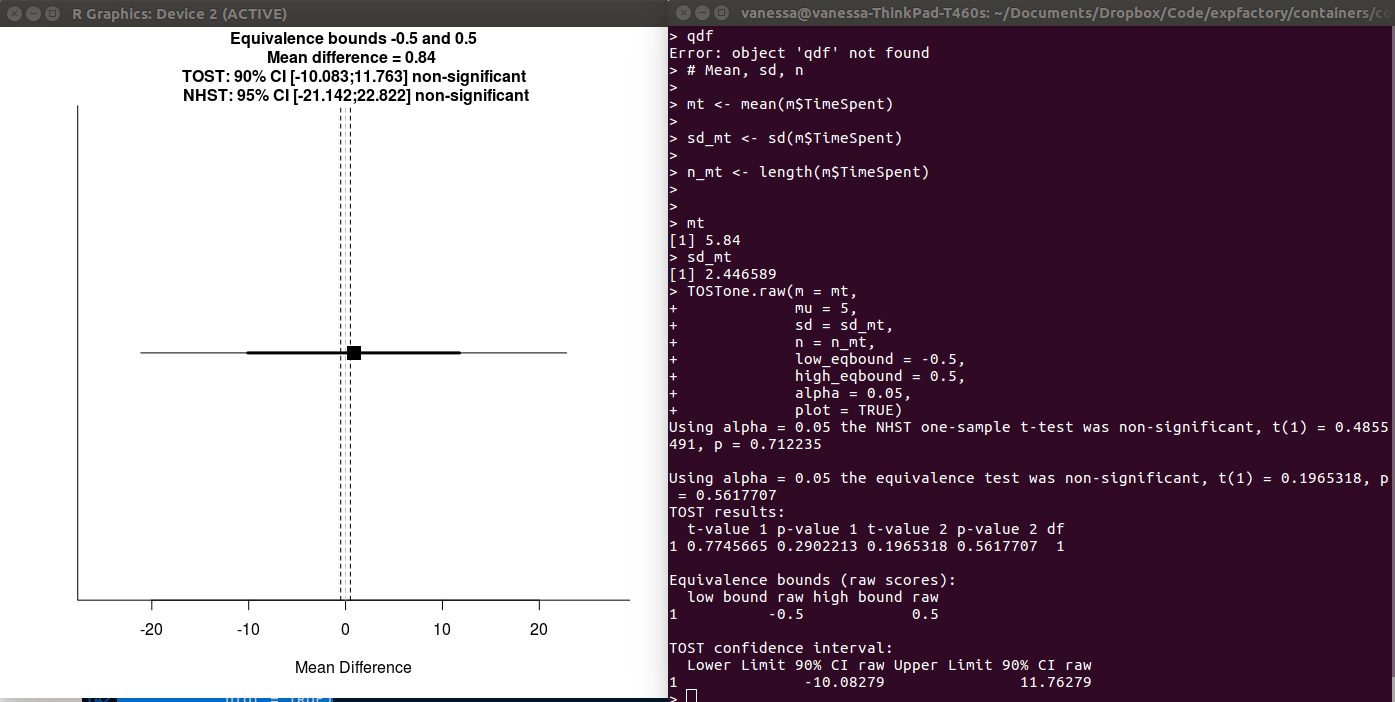 R Graphics: Device 2 (ACTIVE)
Equivalence bounds -0.5 and 0.5
Mean difference = 0.84
TOST: 90% CI [-10.083;11.763] non-significant
NHST: 95% CI [-21.142;22.822] non-significant
-20 -10 0 10 20
Mean Difference
vanessa@vanessa-ThinkPad-T460s: ~/Documents/Dropbox/Code/expfactory/containers/
> qdf
Error: object 'qdf' not found
> # Mean, sd, n
>
> mt <- mean(m$TimeSpent)
>
> sd_mt <- sd(m$TimeSpent)
>
> n_mt <- length(m$TimeSpent)
>
>
> mt
[1] 5.84
> sd_mt
[1] 2.446589
> TOSTone.raw(m = mt,
+             mu = 5,
+             sd = sd_mt,
+             n = n_mt,
+             low_eqbound = -0.5,
+             high_eqbound = 0.5,
+             alpha = 0.05,
+             plot = TRUE)
Using alpha = 0.05 the NHST one-sample t-test was non-significant, t(1) = 0.4855
491, p = 0.712235
Using alpha = 0.05 the equivalence test was non-significant, t(1) = 0.1965318, p
 = 0.5617707
TOST results:
  t-value 1 p-value 1 t-value 2 p-value 2 df
1 0.7745665 0.2902213 0.1965318 0.5617707  1
Equivalence bounds (raw scores):
  low bound raw high bound raw
1          -0.5            0.5
TOST confidence interval:
  Lower Limit 90% CI raw Upper Limit 90% CI raw
1              -10.08279               11.76279
>